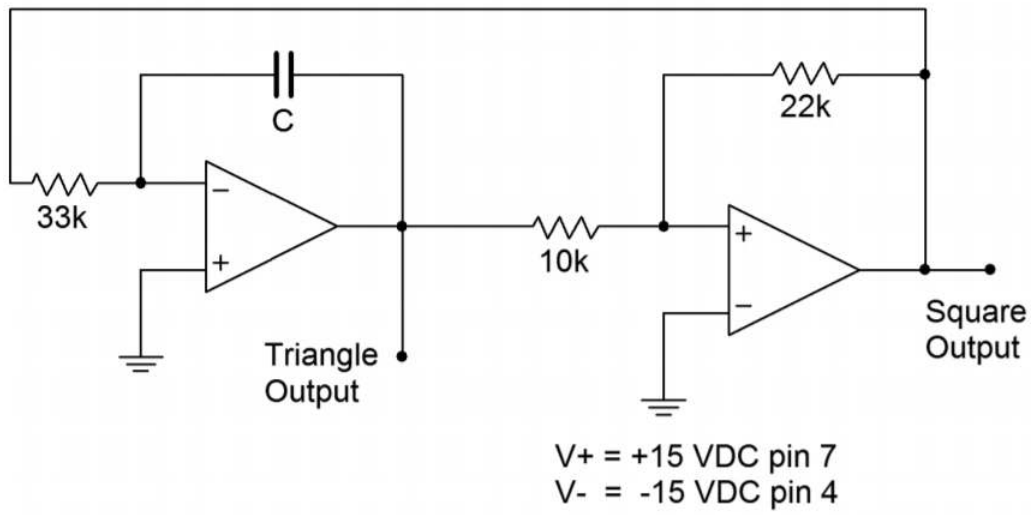 22k
C
−
33k
+
+
10k
−
Square
Output
Triangle
Output
V+ = +15 VDC pin 7
V- = -15 VDC pin 4